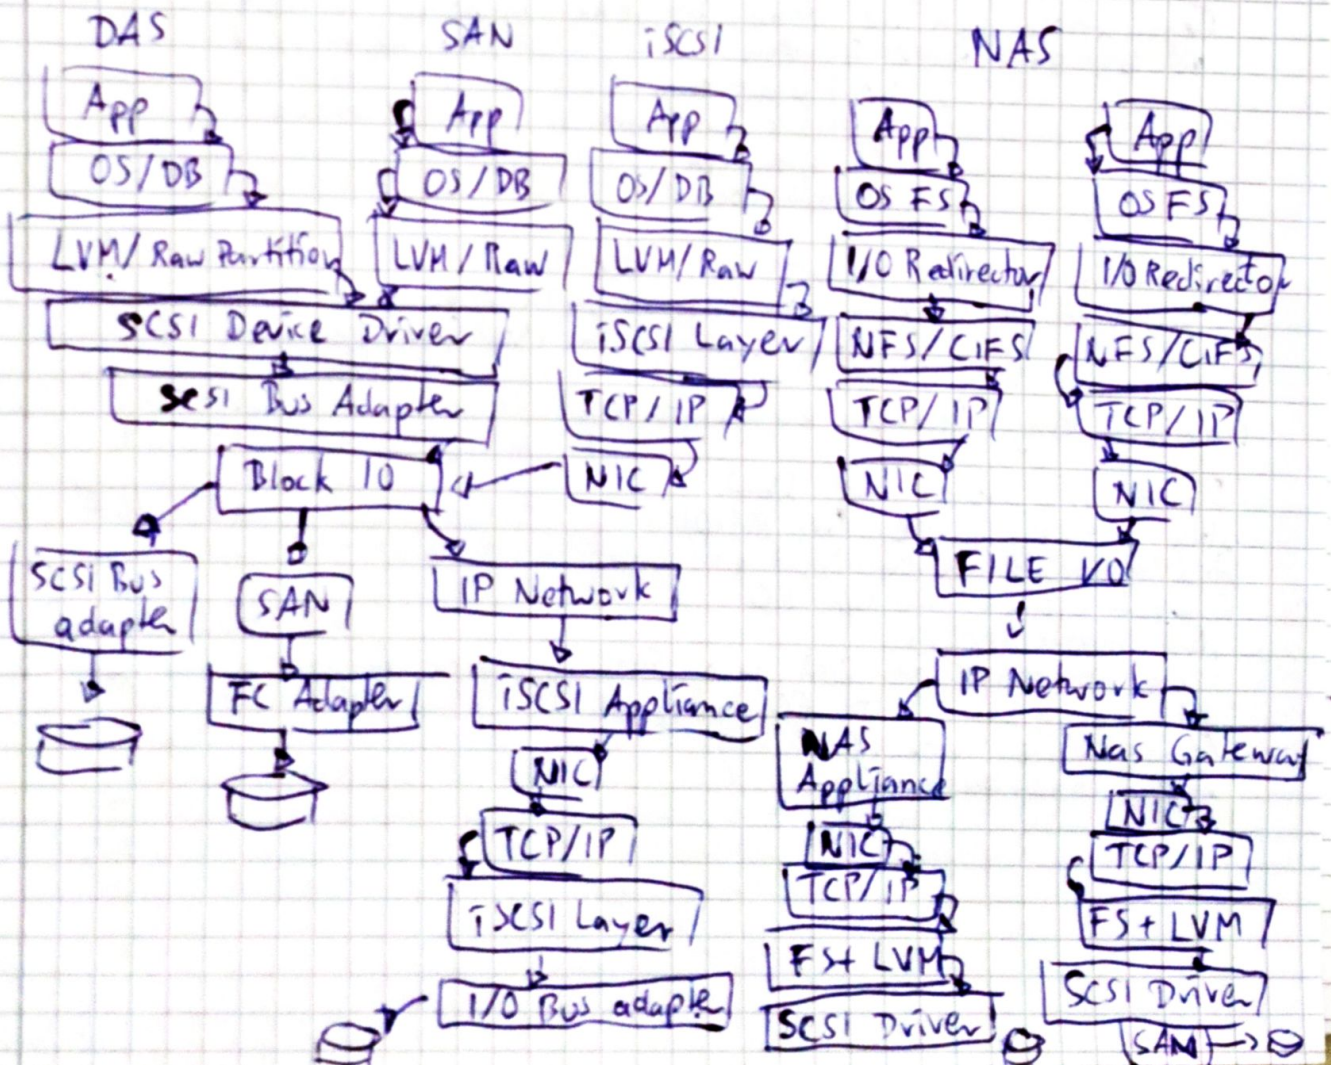 DAS
SAN
iSCSI
NAS
App
App
App
App
App
OS/DB
OS/DB
OS/DB
OS FS
OS FS
LVM/Raw Partition
LVM/Raw
LVM/Raw
I/O Redirector
I/O Redirector
SCSI Device Driver
iSCSI Layer
NFS/CIFS
NFS/CIFS
SCSI Bus Adapter
TCP/IP
TCP/IP
TCP/IP
Block IO
NIC
NIC
NIC
SCSI Bus
adapter
SAN
IP Network
FILE I/O
FC Adapter
iSCSI Appliance
IP Network
NAS
Appliance
Nas Gateway
NIC
NIC
NIC
TCP/IP
TCP/IP
TCP/IP
iSCSI Layer
FS+ LVM
FS+ LVM
I/O Bus adapter
SCSI Driver
SCSI Driver
SAN